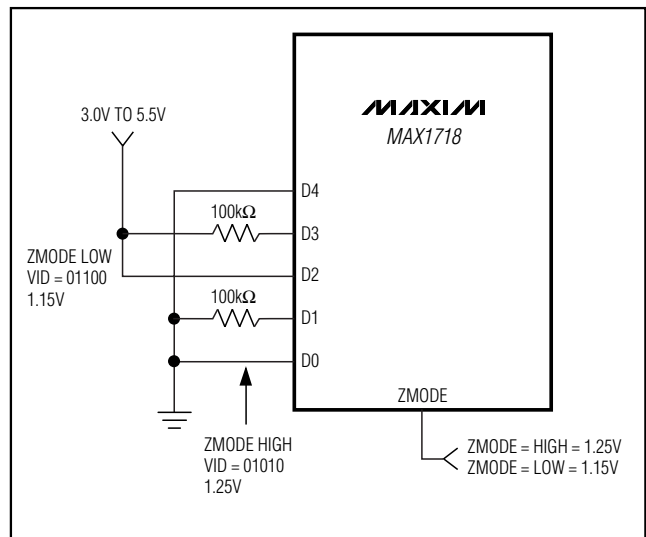 MAXIM
MAX1718
3.0V TO 5.5V
D4
100kΩ
D3
ZMODE LOW
VID = 01100
1.15V
D2
100kΩ
D1
D0
ZMODE
ZMODE HIGH
VID = 01010
1.25V
ZMODE = HIGH = 1.25V
ZMODE = LOW = 1.15V